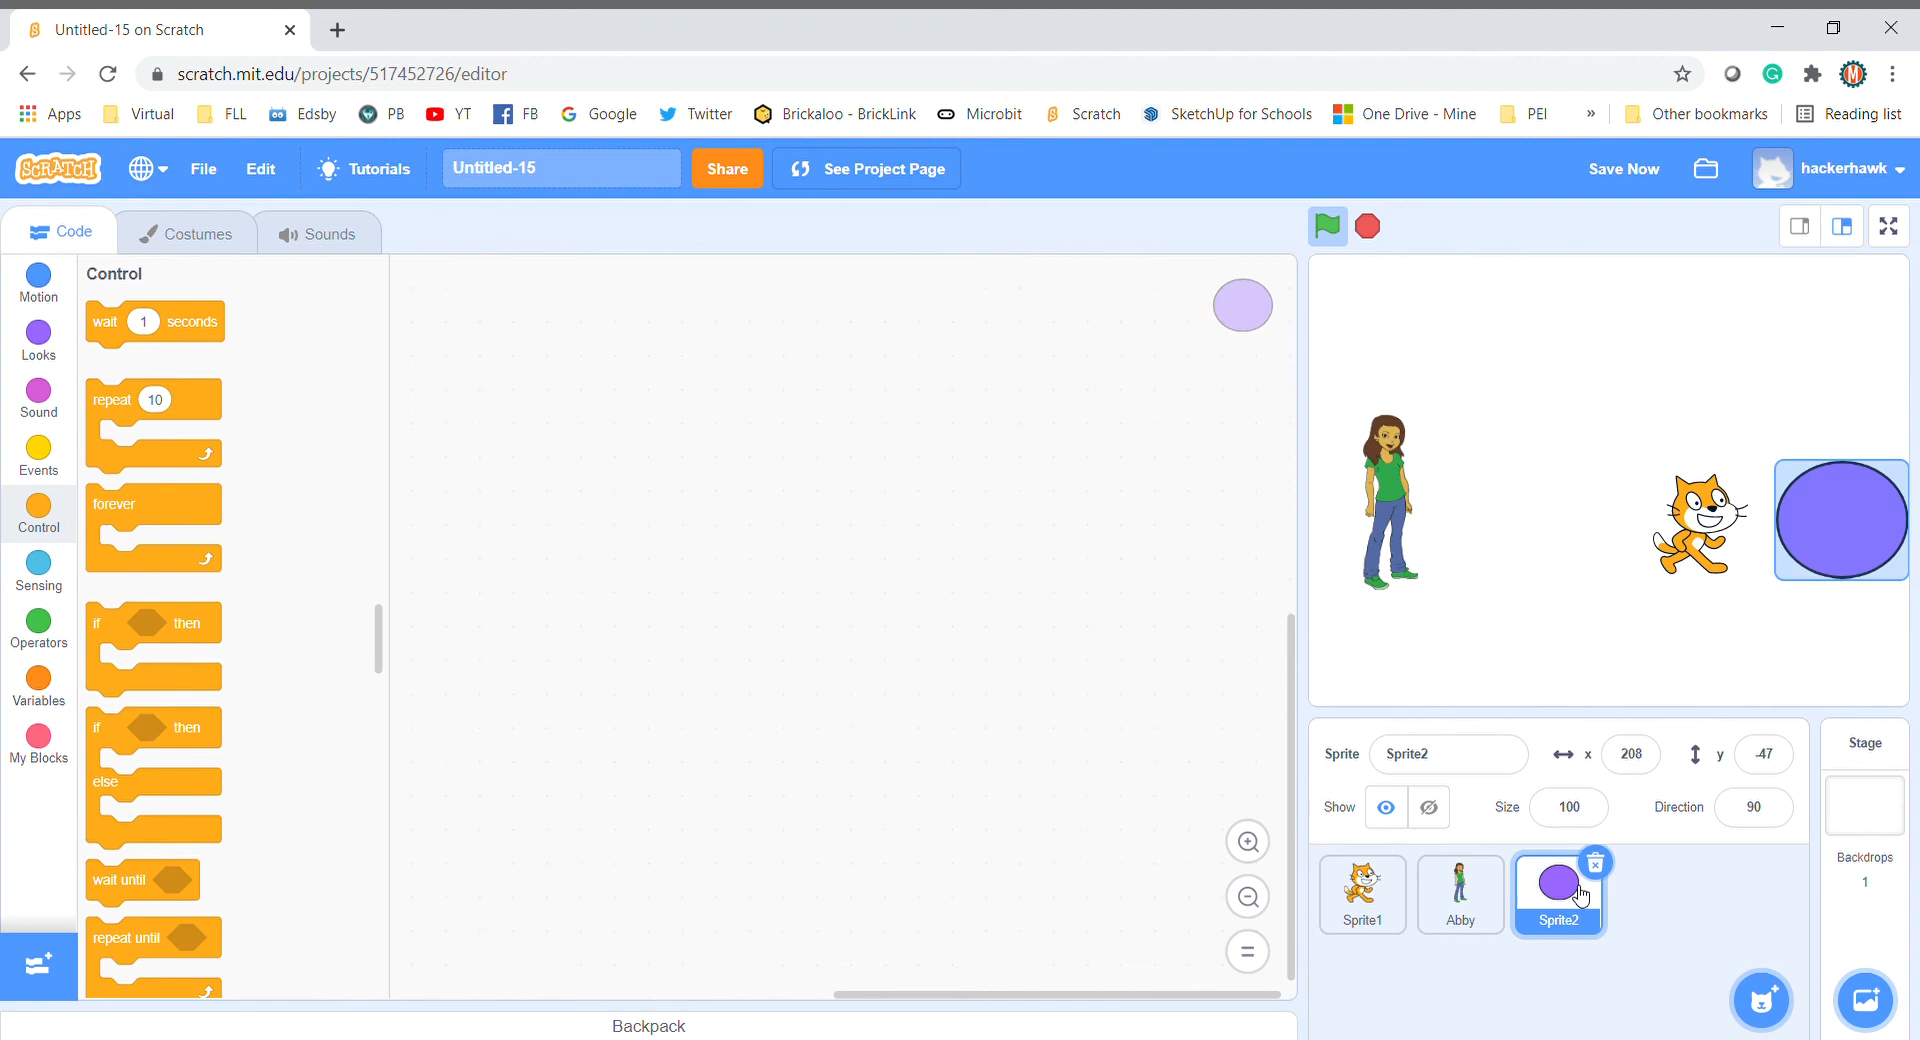 Untitled-15 on Scratch
scratch.mit.edu/projects/517452726/editor
Apps Virtual FLL Edsby PB YT FB Google Twitter Brickaloo - BrickLink Microbit Scratch SketchUp for Schools One Drive - Mine PEI » Other bookmarks Reading list
SCRATCH File Edit Tutorials Untitled-15 Share See Project Page Save Now hackerhawk
Code Costumes Sounds
Motion
Looks
Sound
Events
Control
Sensing
Operators
Variables
My Blocks
Control
wait 1 seconds
repeat 10
forever
if then
if then
else
wait until
repeat until
Backpack
Sprite Sprite2 x 208 y -47
Show Size 100 Direction 90
Sprite1 Abby Sprite2
Stage
Backdrops
1